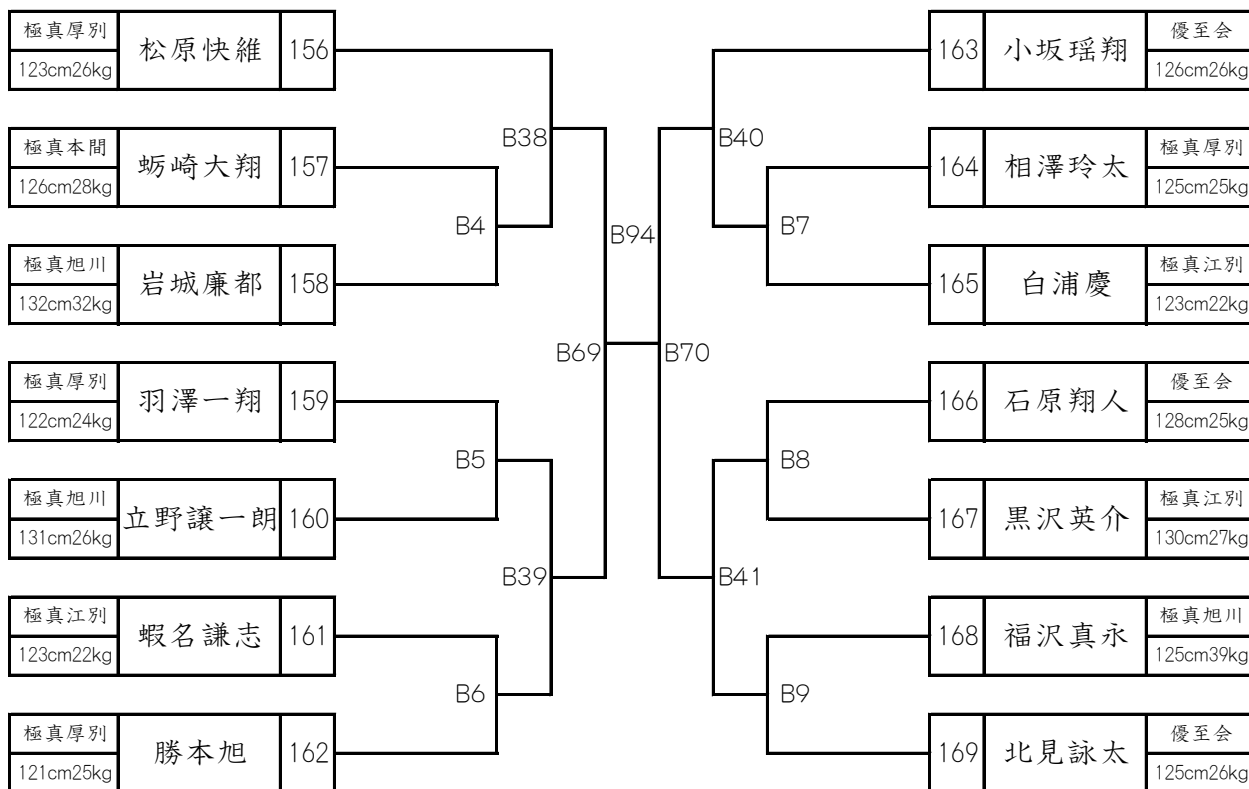 極真厚別
123cm26kg
松原快維
156
極真本間
126cm28kg
蛎崎大翔
157
極真旭川
132cm32kg
岩城廉都
158
極真厚別
122cm24kg
羽澤一翔
159
極真旭川
131cm26kg
立野譲一朗
160
極真江別
123cm22kg
蝦名謙志
161
極真厚別
121cm25kg
勝本旭
162
B38
B4
B5
B39
B6
B69
B94
B70
B40
B7
B8
B41
B9
163
小坂瑶翔
優至会
126cm26kg
164
相澤玲太
極真厚別
125cm25kg
165
白浦慶
極真江別
123cm22kg
166
石原翔人
優至会
128cm25kg
167
黒沢英介
極真江別
130cm27kg
168
福沢真永
極真旭川
125cm39kg
169
北見詠太
優至会
125cm26kg